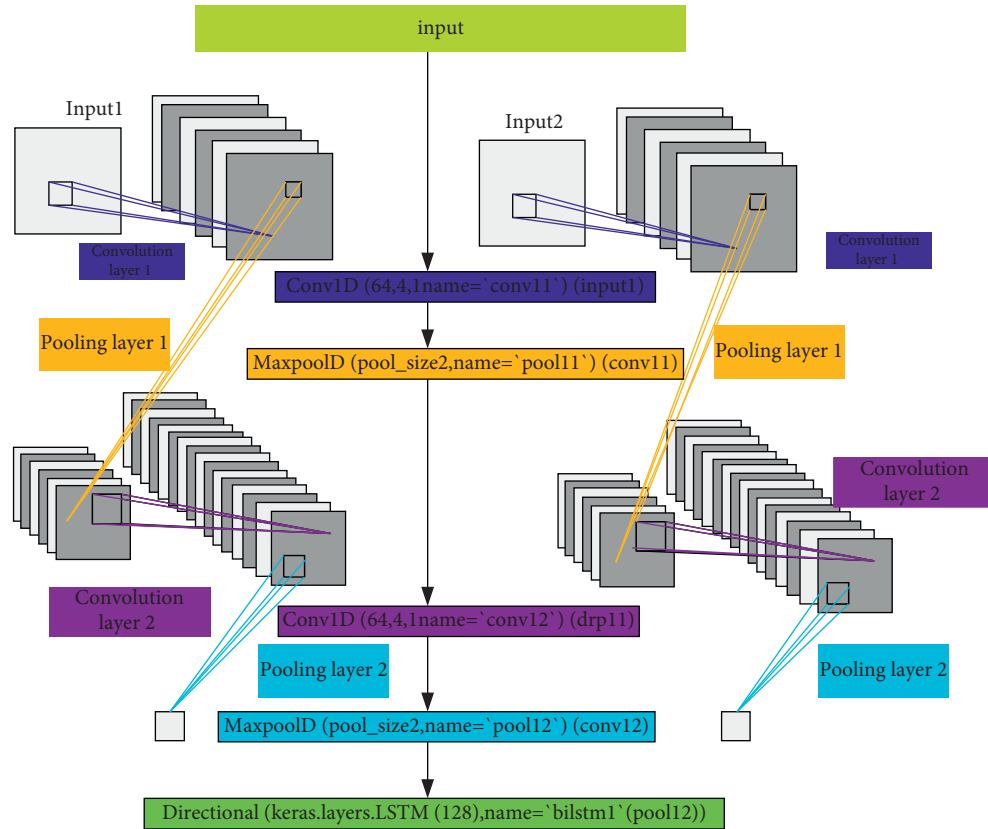 input
Input1
Input2
Convolution
layer 1
Convolution
layer 1
Conv1D (64,4,1name=`conv11`) (input1)
Pooling layer 1
Pooling layer 1
MaxpoolD (pool_size2,name=`pool11`) (conv11)
Convolution
layer 2
Convolution
layer 2
Conv1D (64,4,1name=`conv12`) (drp11)
Pooling layer 2
Pooling layer 2
MaxpoolD (pool_size2,name=`pool12`) (conv12)
Directional (keras.layers.LSTM (128),name=`bilstm1`(pool12))